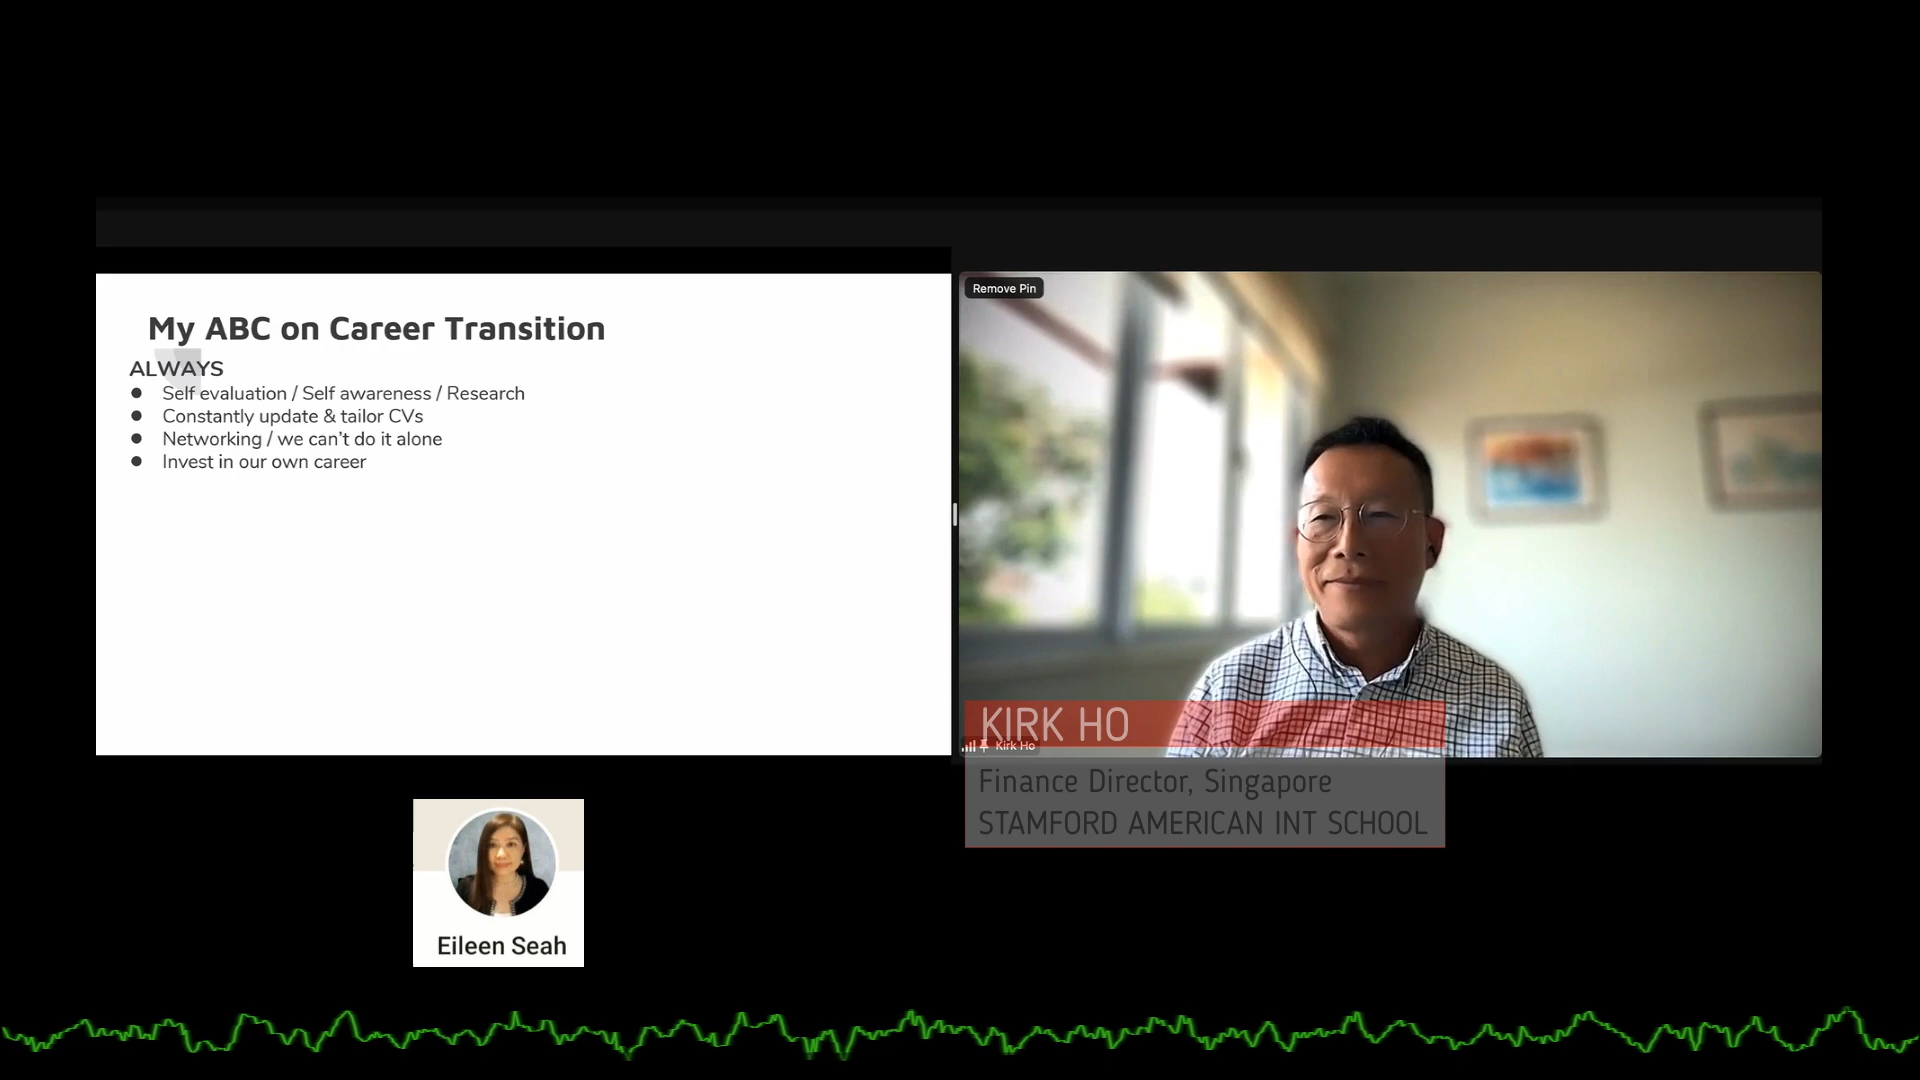 My ABC on Career Transition
ALWAYS
● Self evaluation / Self awareness / Research
● Constantly update & tailor CVs
● Networking / we can't do it alone
● Invest in our own career
Remove Pin
KIRK HO
Kirk Ho
Finance Director, Singapore
STAMFORD AMERICAN INT SCHOOL
Eileen Seah